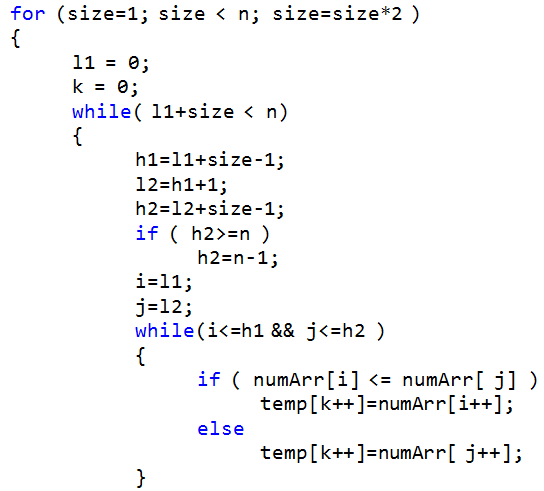 for (size=1; size < n; size=size*2 )
{
l1 = 0;
k = 0;
while( l1+size < n)
{
h1=l1+size-1;
l2=h1+1;
h2=l2+size-1;
if ( h2>=n )
h2=n-1;
i=l1;
j=l2;
while(i<=h1 && j<=h2 )
{
if ( numArr[i] <= numArr[ j] )
temp[k++]=numArr[i++];
else
temp[k++]=numArr[ j++];
}